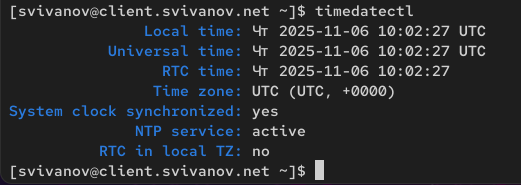 [svivanov@client.svivanov.net ~]$ timedatectl
Local time: Чт 2025-11-06 10:02:27 UTC
Universal time: Чт 2025-11-06 10:02:27 UTC
RTC time: Чт 2025-11-06 10:02:27
Time zone: UTC (UTC, +0000)
System clock synchronized: yes
NTP service: active
RTC in local TZ: no
[svivanov@client.svivanov.net ~]$